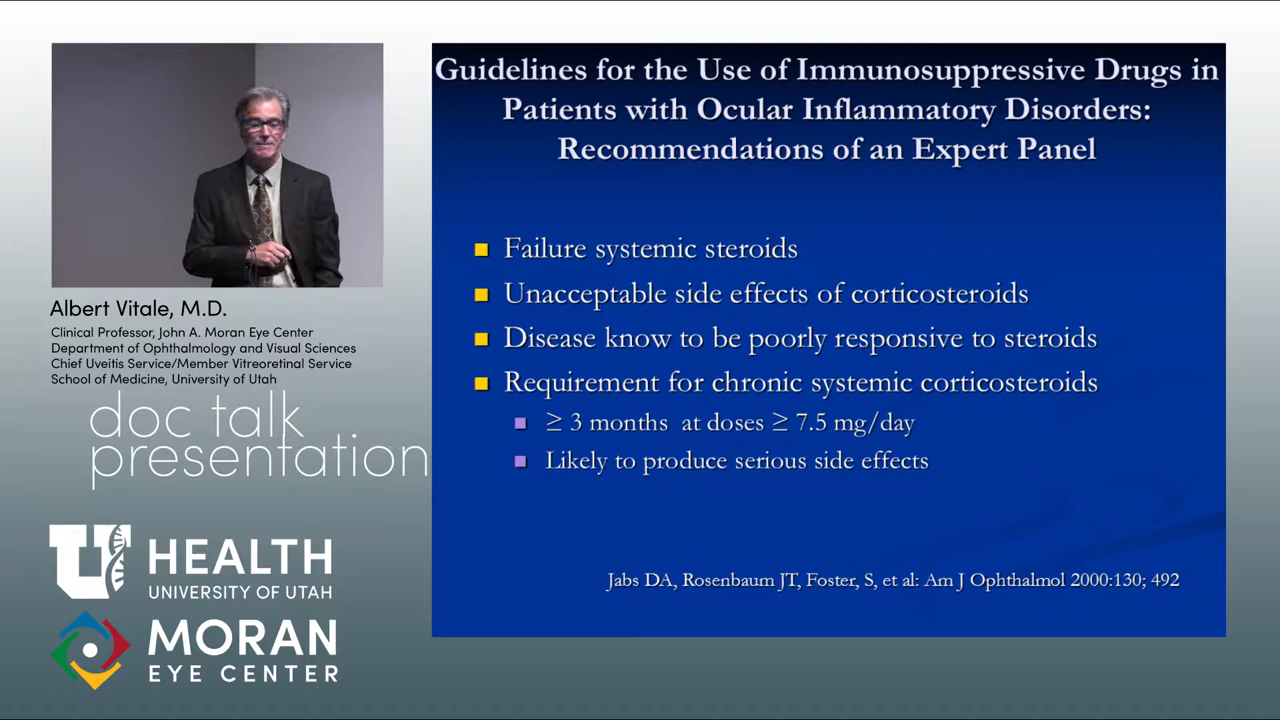 Guidelines for the Use of Immunosuppressive Drugs in
Patients with Ocular Inflammatory Disorders:
Recommendations of an Expert Panel
Failure systemic steroids
Unacceptable side effects of corticosteroids
Disease know to be poorly responsive to steroids
Requirement for chronic systemic corticosteroids
≥ 3 months at doses ≥ 7.5 mg/day
Likely to produce serious side effects
Jabs DA, Rosenbaum JT, Foster, S, et al: Am J Ophthalmol 2000:130; 492
Albert Vitale, M.D.
Clinical Professor, John A. Moran Eye Center
Department of Ophthalmology and Visual Sciences
Chief Uveitis Service/Member Vitreoretinal Service
School of Medicine, University of Utah
doc talk
presentation
U HEALTH
UNIVERSITY OF UTAH
MORAN
EYE CENTER